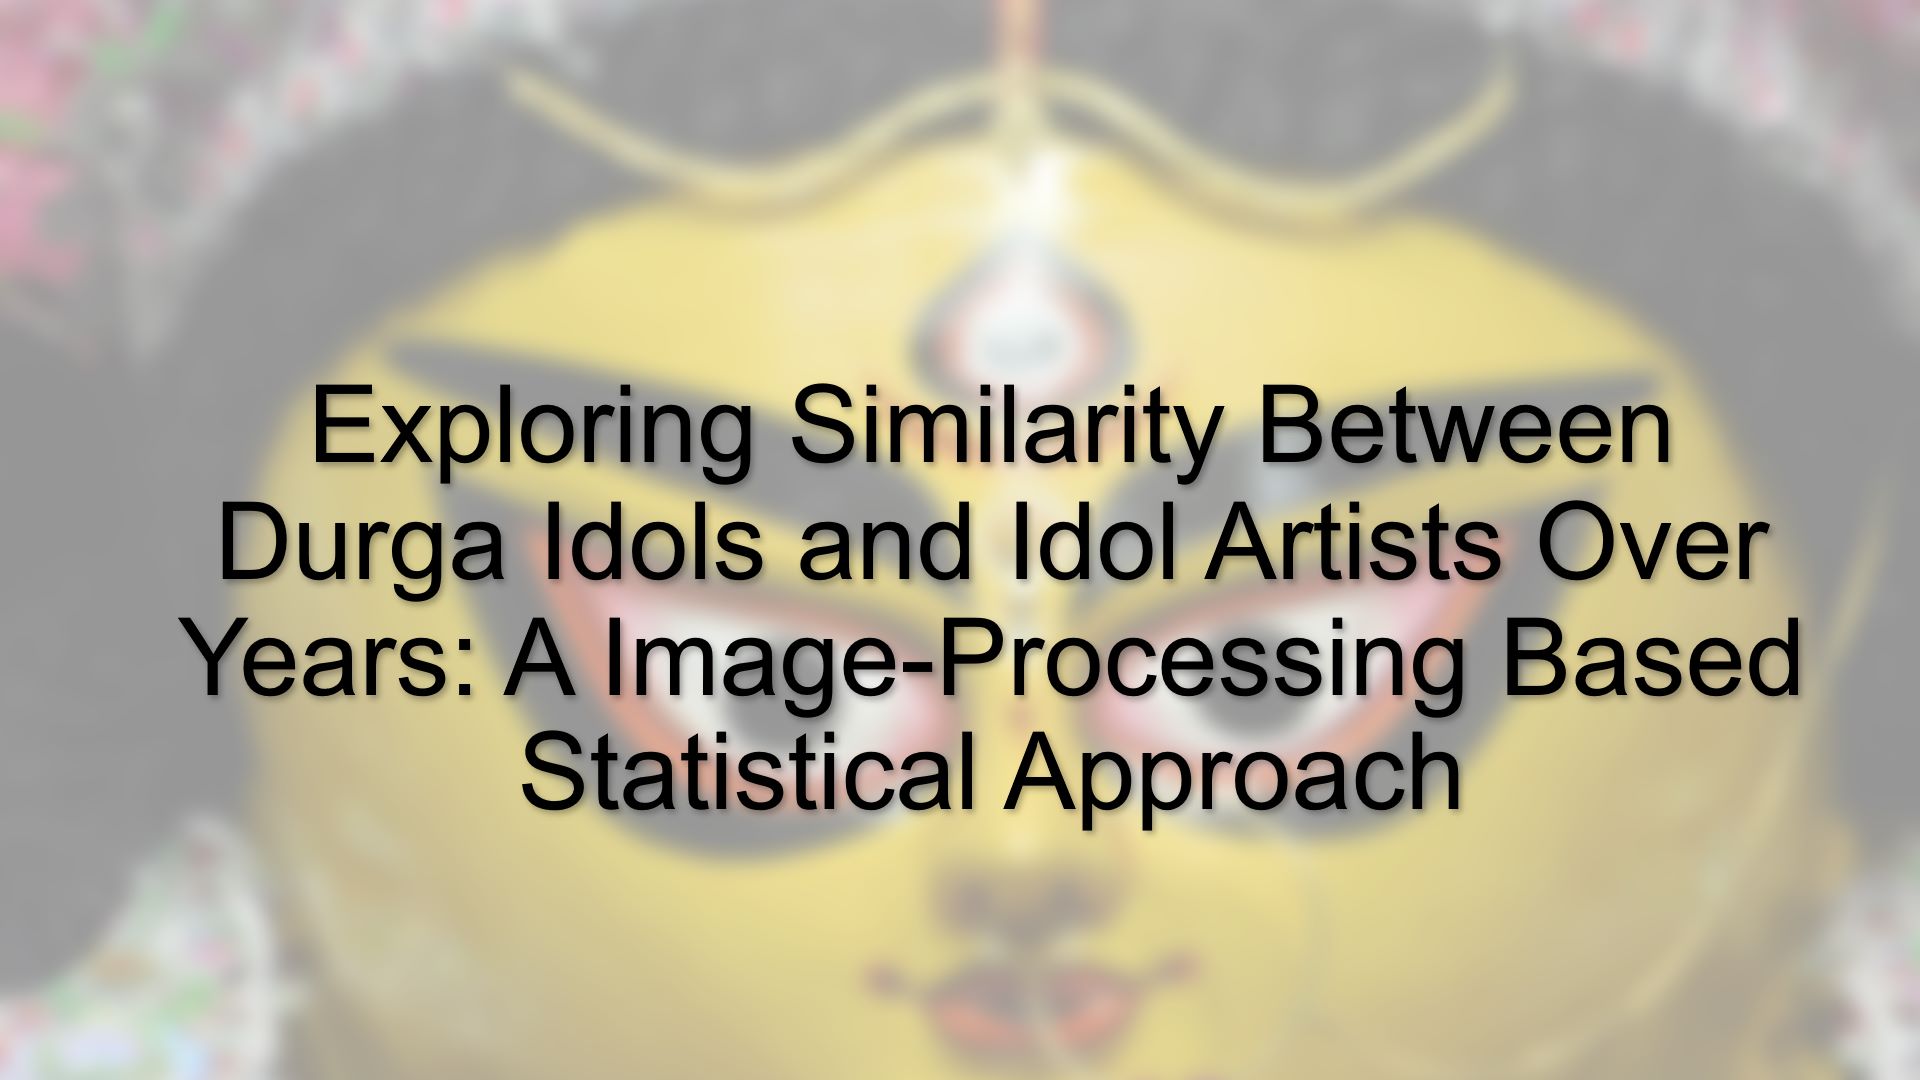 Exploring Similarity Between
Durga Idols and Idol Artists Over
Years: A Image-Processing Based
Statistical Approach